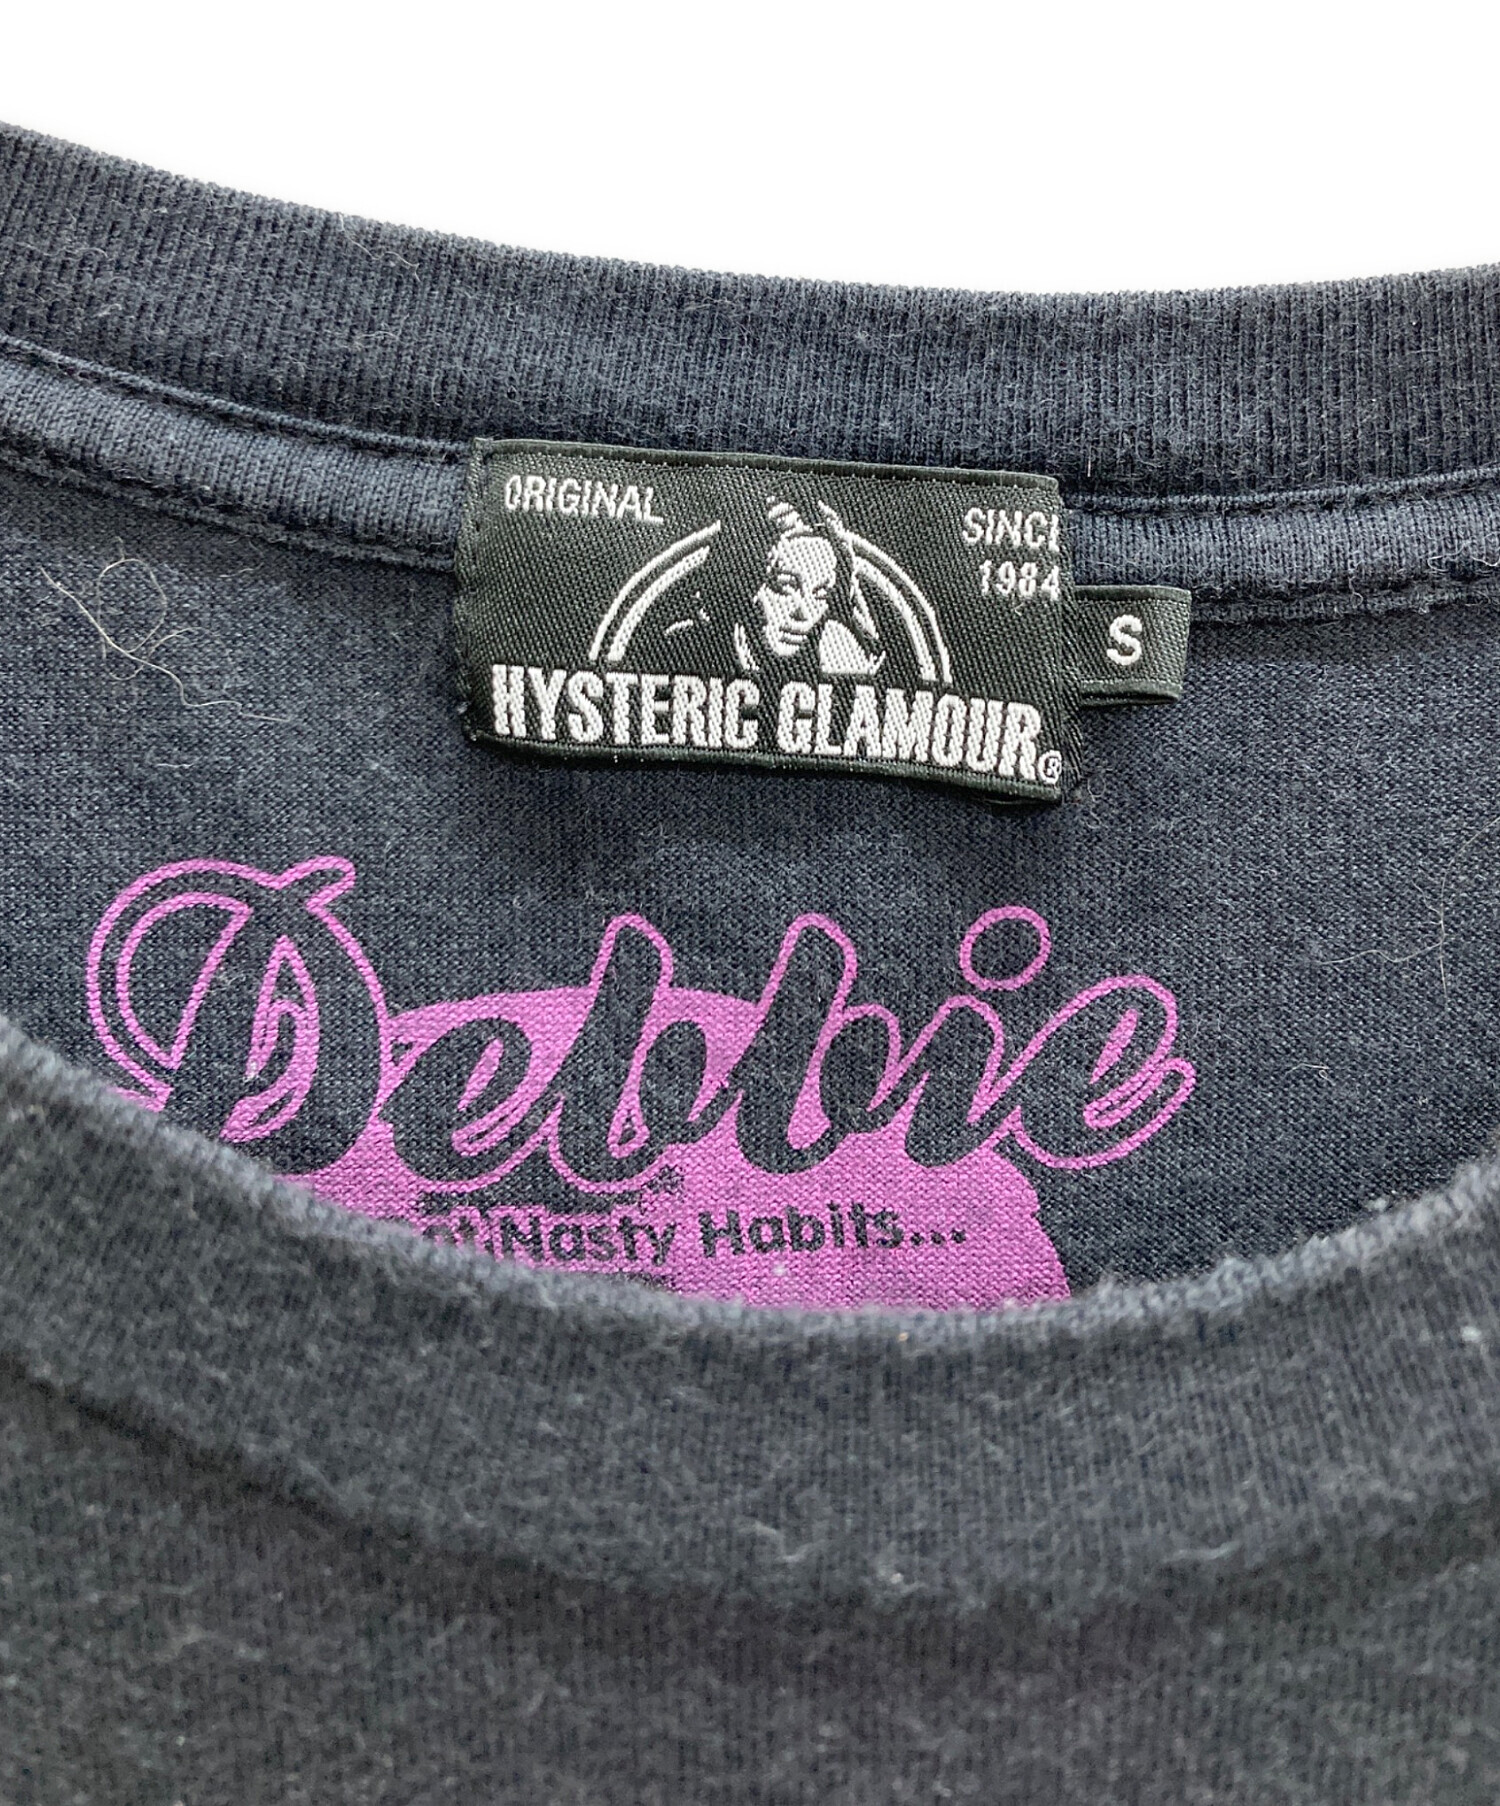 ORIGINAL
SINCE
1984
HYSTERIC GLAMOUR®
S
Debbie
Nasty Habits...